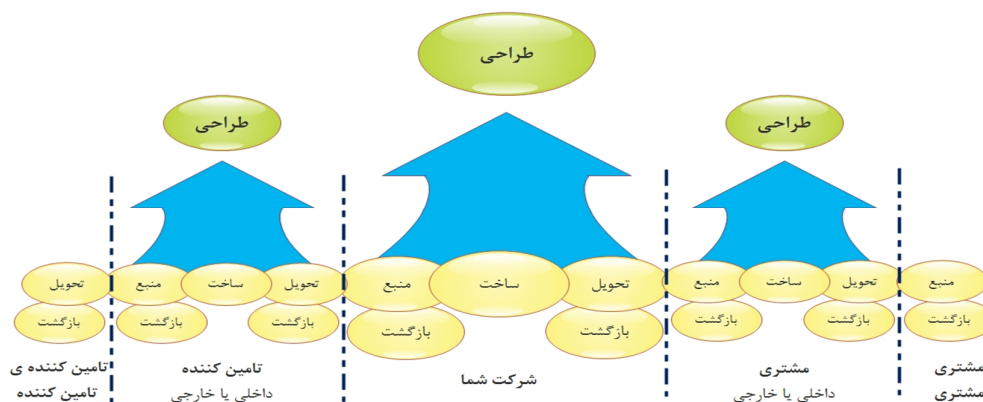 طراحی
طراحی
طراحی
تحویل
منبع
ساخت
تحویل
منبع
ساخت
تحویل
منبع
ساخت
تحویل
منبع
بازگشت
بازگشت
بازگشت
بازگشت
بازگشت
بازگشت
بازگشت
بازگشت
تامین کننده ی
تامین کننده
تامین کننده
داخلی یا خارجی
شرکت شما
مشتری
داخلی یا خارجی
مشتری
مشتری